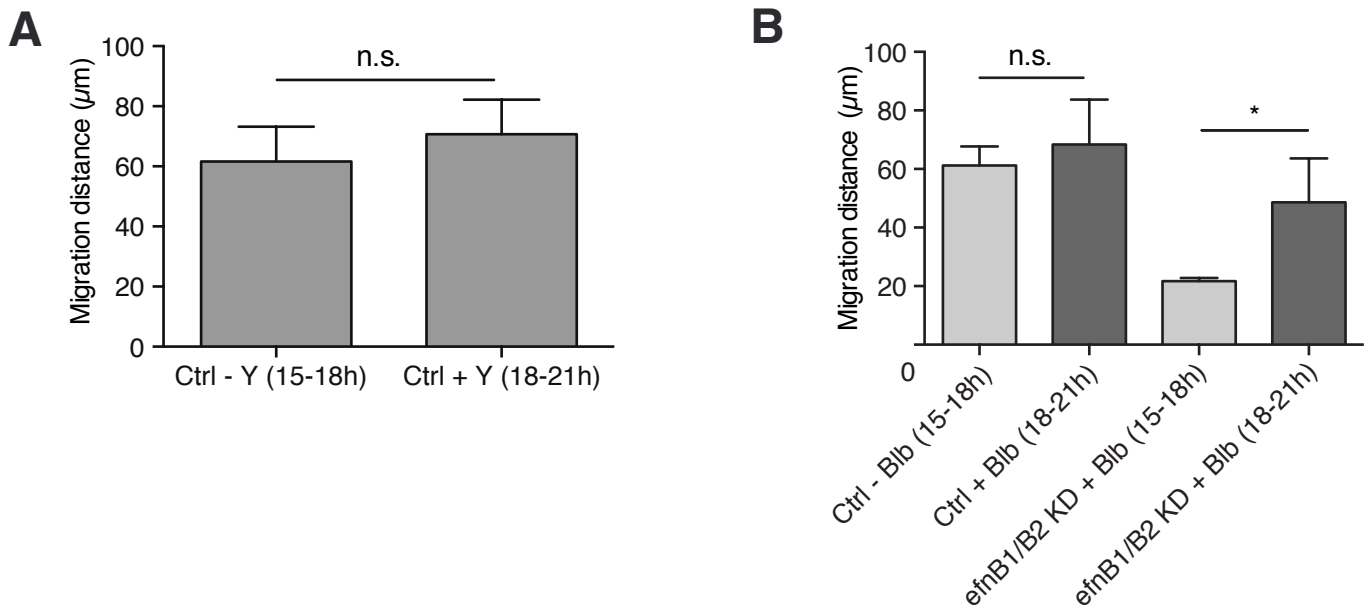 A
Migration distance (µm)
100
80
60
40
20
0
n.s.
Ctrl - Y (15-18h)
Ctrl + Y (18-21h)
B
Migration distance (µm)
100
80
60
40
20
0
n.s.
*
Ctrl - Blb (15-18h)
Ctrl + Blb (18-21h)
efnB1/B2 KD + Blb (15-18h)
efnB1/B2 KD + Blb (18-21h)